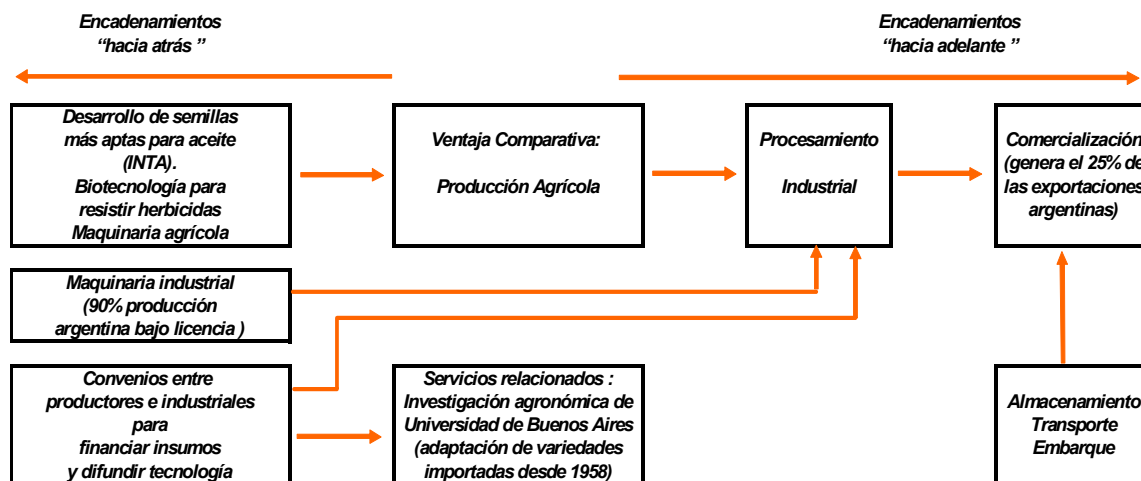 Encadenamientos
“hacia atrás ”
Encadenamientos
“hacia adelante ”
Desarrollo de semillas
más aptas para aceite
(INTA).
Biotecnología para
resistir herbicidas
Maquinaria agrícola
Ventaja Comparativa:
Producción Agrícola
Procesamiento
Industrial
Comercialización
(genera el 25% de
las exportaciones
argentinas)
Maquinaria industrial
(90% producción
argentina bajo licencia )
Convenios entre
productores e industriales
para
financiar insumos
y difundir tecnología
Servicios relacionados :
Investigación agronómica de
Universidad de Buenos Aires
(adaptación de variedades
importadas desde 1958)
Almacenamiento
Transporte
Embarque